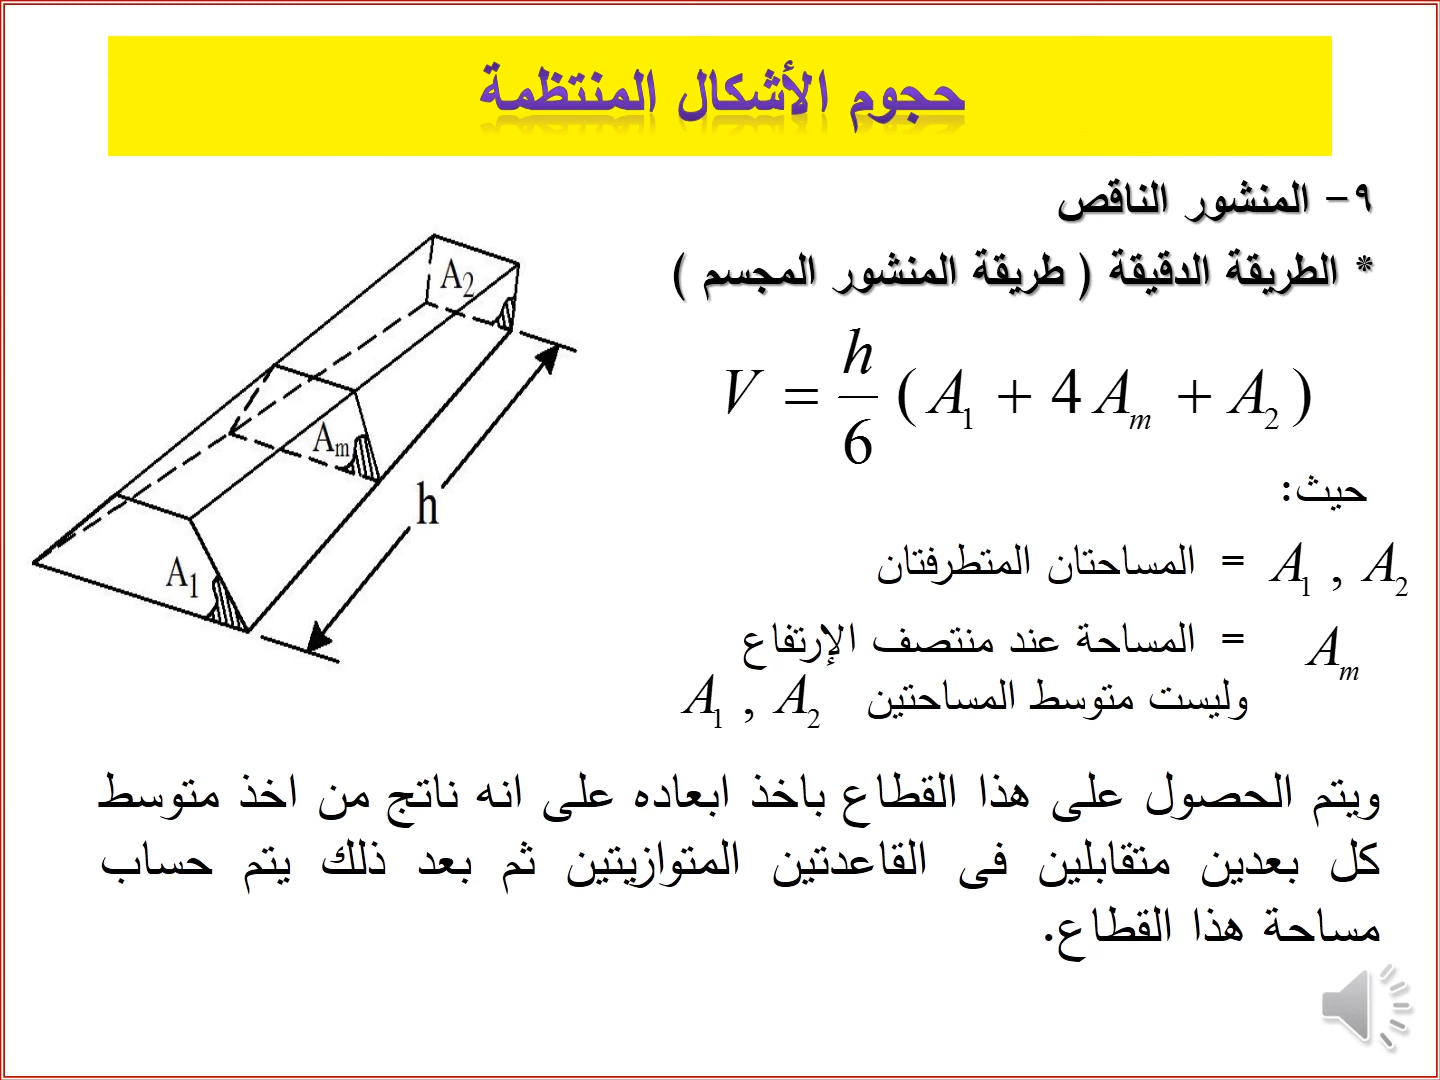 حجوم الأشكال المنتظمة
٩- المنشور الناقص
* الطريقة الدقيقة ( طريقة المنشور المجسم )
V = h/6 ( A1 + 4 Am + A2 )
حيث:
A1 , A2 = المساحتان المتطرفتان
Am = المساحة عند منتصف الإرتفاع
وليست متوسط المساحتين A1 , A2
ويتم الحصول على هذا القطاع باخذ ابعاده على انه ناتج من اخذ متوسط
كل بعدين متقابلين فى القاعدتين المتوازيتين ثم بعد ذلك يتم حساب
مساحة هذا القطاع.
A2
Am
h
A1